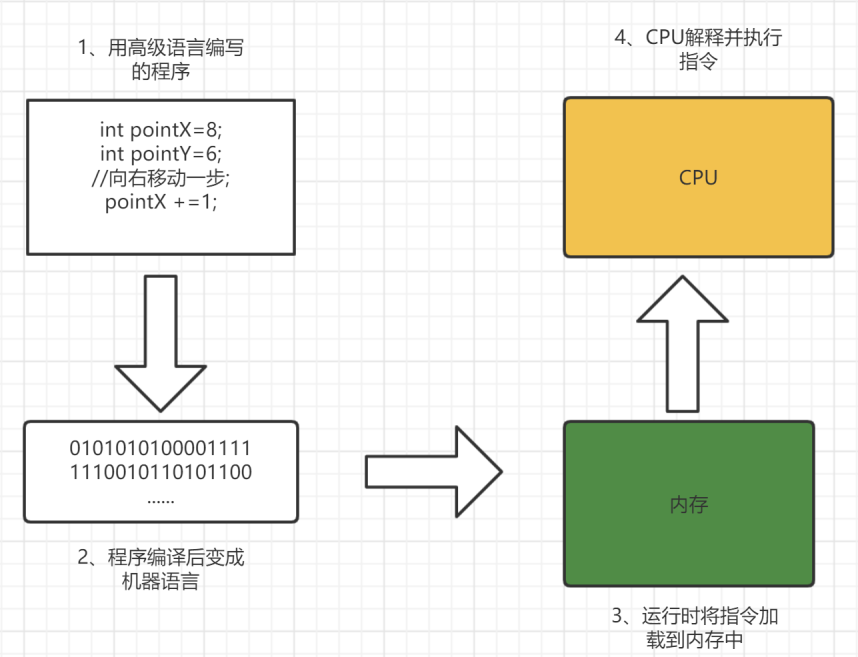 1、用高级语言编写
的程序
int pointX=8;
int pointY=6;
//向右移动一步;
pointX +=1;
0101010100001111
1110010110101100
......
2、程序编译后变成
机器语言
内存
3、运行时将指令加
载到内存中
4、CPU解释并执行
指令
CPU